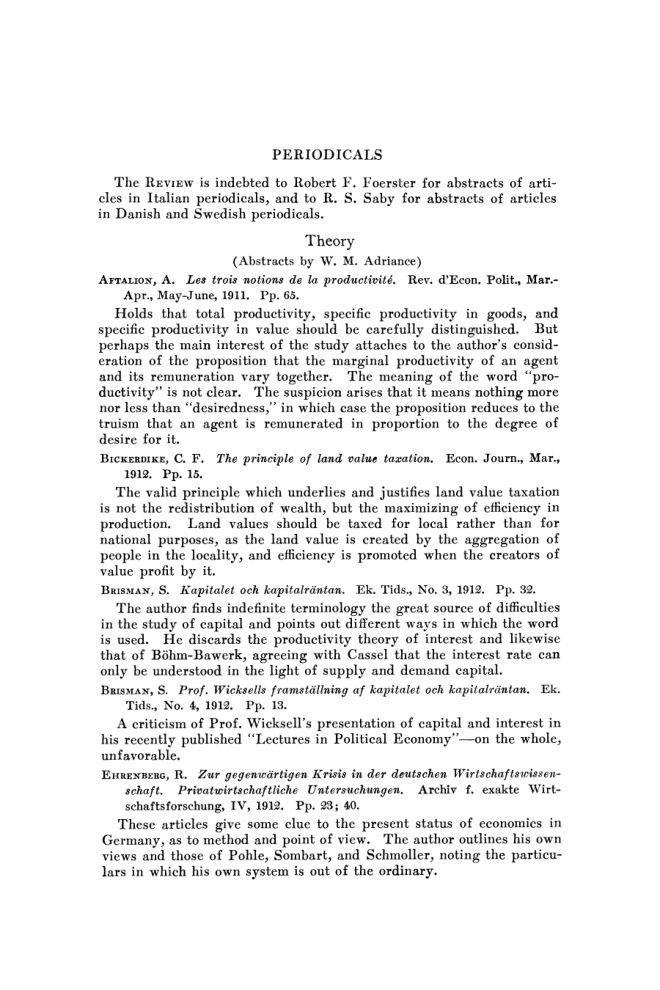 PERIODICALS
The REVIEW is indebted to Robert F. Foerster for abstracts of arti-
cles in Italian periodicals, and to R. S. Saby for abstracts of articles
in Danish and Swedish periodicals.
Theory
(Abstracts by W. M. Adriance)
AFTALION, A. Les trois notions de la productivité. Rev. d'Econ. Polit., Mar.-
Apr., May-June, 1911. Pp. 65.
Holds that total productivity, specific productivity in goods, and
specific productivity in value should be carefully distinguished. But
perhaps the main interest of the study attaches to the author's consid-
eration of the proposition that the marginal productivity of an agent
and its remuneration vary together. The meaning of the word "pro-
ductivity" is not clear. The suspicion arises that it means nothing more
nor less than "desiredness," in which case the proposition reduces to the
truism that an agent is remunerated in proportion to the degree of
desire for it.
BICKERDIKE, C. F. The principle of land value taxation. Econ. Journ., Mar.,
1912. Pp. 15.
The valid principle which underlies and justifies land value taxation
is not the redistribution of wealth, but the maximizing of efficiency in
production. Land values should be taxed for local rather than for
national purposes, as the land value is created by the aggregation of
people in the locality, and efficiency is promoted when the creators of
value profit by it.
BRISMAN, S. Kapitalet och kapitalräntan. Ek. Tids., No. 3, 1912. Pp. 32.
The author finds indefinite terminology the great source of difficulties
in the study of capital and points out different ways in which the word
is used. He discards the productivity theory of interest and likewise
that of Böhm-Bawerk, agreeing with Cassel that the interest rate can
only be understood in the light of supply and demand capital.
BRISMAN, S. Prof. Wicksells framställning af kapitalet och kapitalräntan. Ek.
Tids., No. 4, 1912. Pp. 13.
A criticism of Prof. Wicksell's presentation of capital and interest in
his recently published "Lectures in Political Economy"—on the whole,
unfavorable.
EHRENBERG, R. Zur gegenwärtigen Krisis in der deutschen Wirtschaftswissen-
schaft. Privatwirtschaftliche Untersuchungen. Archiv f. exakte Wirt-
schaftsforschung, IV, 1912. Pp. 23; 40.
These articles give some clue to the present status of economics in
Germany, as to method and point of view. The author outlines his own
views and those of Pohle, Sombart, and Schmoller, noting the particu-
lars in which his own system is out of the ordinary.